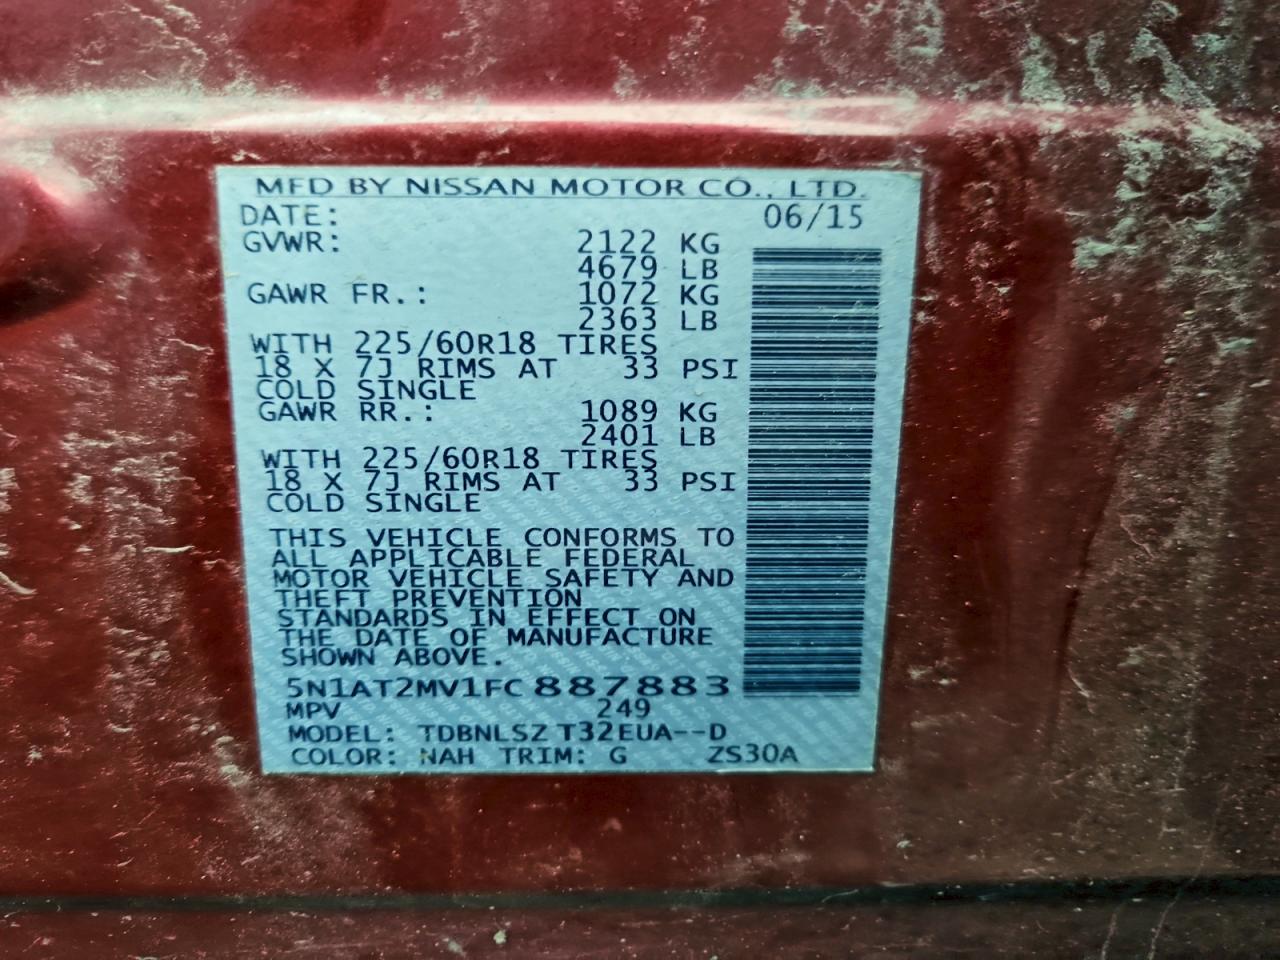 MFD BY NISSAN MOTOR CO., LTD.
DATE: 06/15
GVWR: 2122 KG
4679 LB
GAWR FR.: 1072 KG
2363 LB
WITH 225/60R18 TIRES
18 X 7J RIMS AT 33 PSI
COLD SINGLE
GAWR RR.: 1089 KG
2401 LB
WITH 225/60R18 TIRES
18 X 7J RIMS AT 33 PSI
COLD SINGLE
THIS VEHICLE CONFORMS TO
ALL APPLICABLE FEDERAL
MOTOR VEHICLE SAFETY AND
THEFT PREVENTION
STANDARDS IN EFFECT ON
THE DATE OF MANUFACTURE
SHOWN ABOVE.
5N1AT2MV1FC887883
MPV 249
MODEL: TDBNLSZ T32EUA--D
COLOR: NAH TRIM: G ZS30A